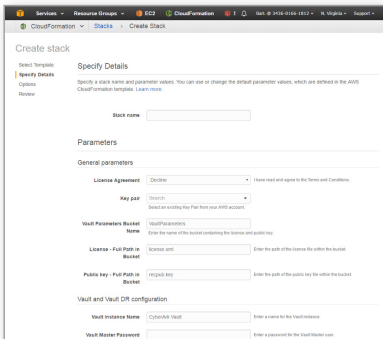 Services Resource Groups EC2 CloudFormation 1 N. Virginia Support
CloudFormation Stacks Create Stack
Create stack
Select Template
Specify Details
Options
Review
Specify Details
Specify a stack name and parameter values. You can use or change the default parameter values, which are defined in the AWS CloudFormation template. Learn more.
Stack name
Parameters
General parameters
License Agreement Decline I have read and agree to the Terms and Conditions.
Key pair Search
Select an existing Key Pair from your AWS account.
Vault Parameters Bucket Name VaultParameters
Enter the name of the bucket containing the license and public key.
License - Full Path in Bucket license.xml Enter the path of the license file within the bucket.
Public key - Full Path in Bucket recpub.key Enter the path of the public key file within the bucket.
Vault and Vault DR configuration
Vault Instance Name CyberArk Vault Enter a name for the Vault instance.
Vault Master Password Enter a password for the Vault Master user.